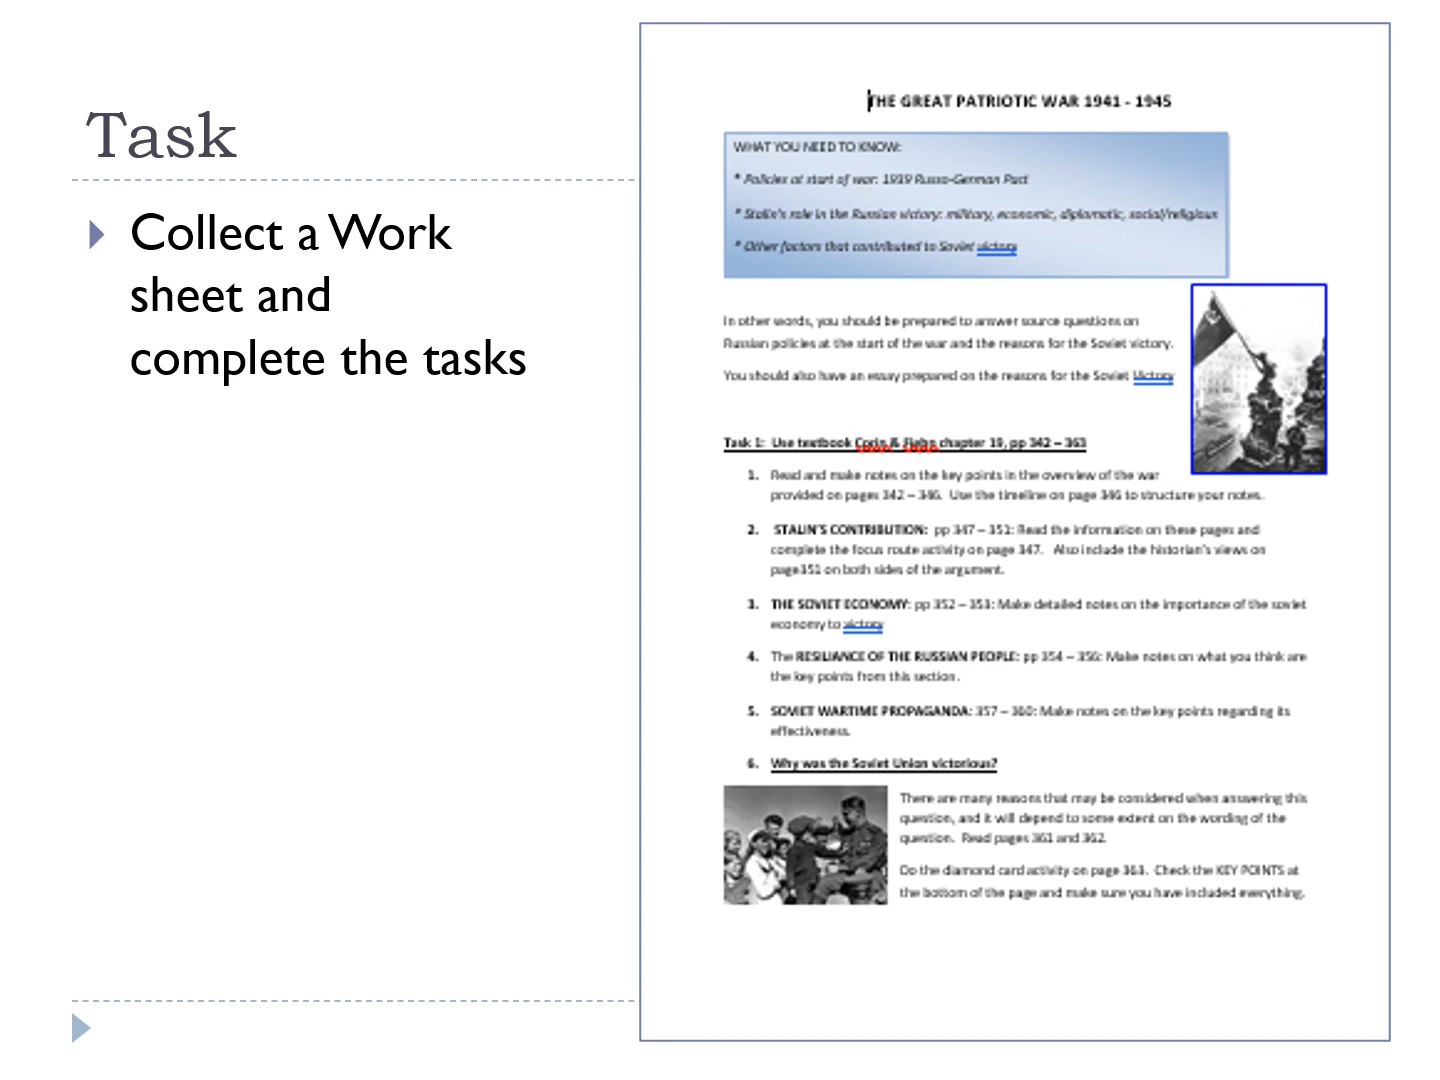 Task
Collect a Work
sheet and
complete the tasks
THE GREAT PATRIOTIC WAR 1941 - 1945
WHAT YOU NEED TO KNOW:
* Policies at start of war: 1939 Russo-German Pact
* Stalin's role in the Russian victory: military, economic, diplomatic, social/religious
* Other factors that contributed to Soviet victory
In other words, you should be prepared to answer source questions on
Russian policies at the start of the war and the reasons for the Soviet victory.
You should also have an essay prepared on the reasons for the Soviet Victory
Task 1: Use textbook Corin & chapter 19, pp 342 – 363
1. Read and make notes on the key points in the overview of the war
provided on pages 342 – 346. Use the timeline on page 346 to structure your notes.
2. STALIN'S CONTRIBUTION: pp 347 – 351: Read the information on these pages and
complete the focus route activity on page 347. Also include the historian's views on
page351 on both sides of the argument.
3. THE SOVIET ECONOMY: pp 352 – 353: Make detailed notes on the importance of the soviet
economy to victory
4. The RESILIANCE OF THE RUSSIAN PEOPLE: pp 354 – 356: Make notes on what you think are
the key points from this section.
5. SOVIET WARTIME PROPAGANDA: 357 – 360: Make notes on the key points regarding its
effectiveness.
6. Why was the Soviet Union victorious?
There are many reasons that may be considered when answering this
question, and it will depend to some extent on the wording of the
question. Read pages 361 and 362.
Do the diamond card activity on page 363. Check the KEY POINTS at
the bottom of the page and make sure you have included everything.